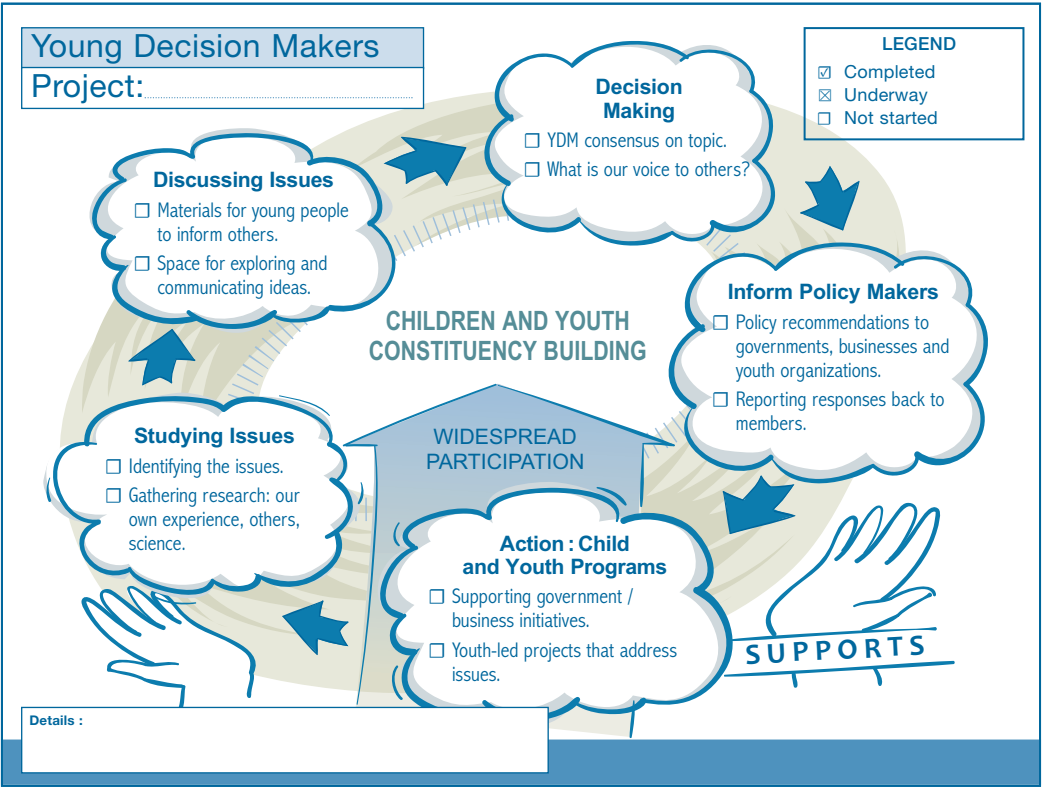 Young Decision Makers
Project:
LEGEND
☑ Completed
☒ Underway
☐ Not started
Decision
Making
☐ YDM consensus on topic.
☐ What is our voice to others?
Discussing Issues
☐ Materials for young people
to inform others.
☐ Space for exploring and
communicating ideas.
Inform Policy Makers
☐ Policy recommendations to
governments, businesses and
youth organizations.
☐ Reporting responses back to
members.
CHILDREN AND YOUTH
CONSTITUENCY BUILDING
Studying Issues
☐ Identifying the issues.
☐ Gathering research: our
own experience, others,
science.
WIDESPREAD
PARTICIPATION
Action : Child
and Youth Programs
☐ Supporting government /
business initiatives.
☐ Youth-led projects that address
issues.
SUPPORTS
Details :